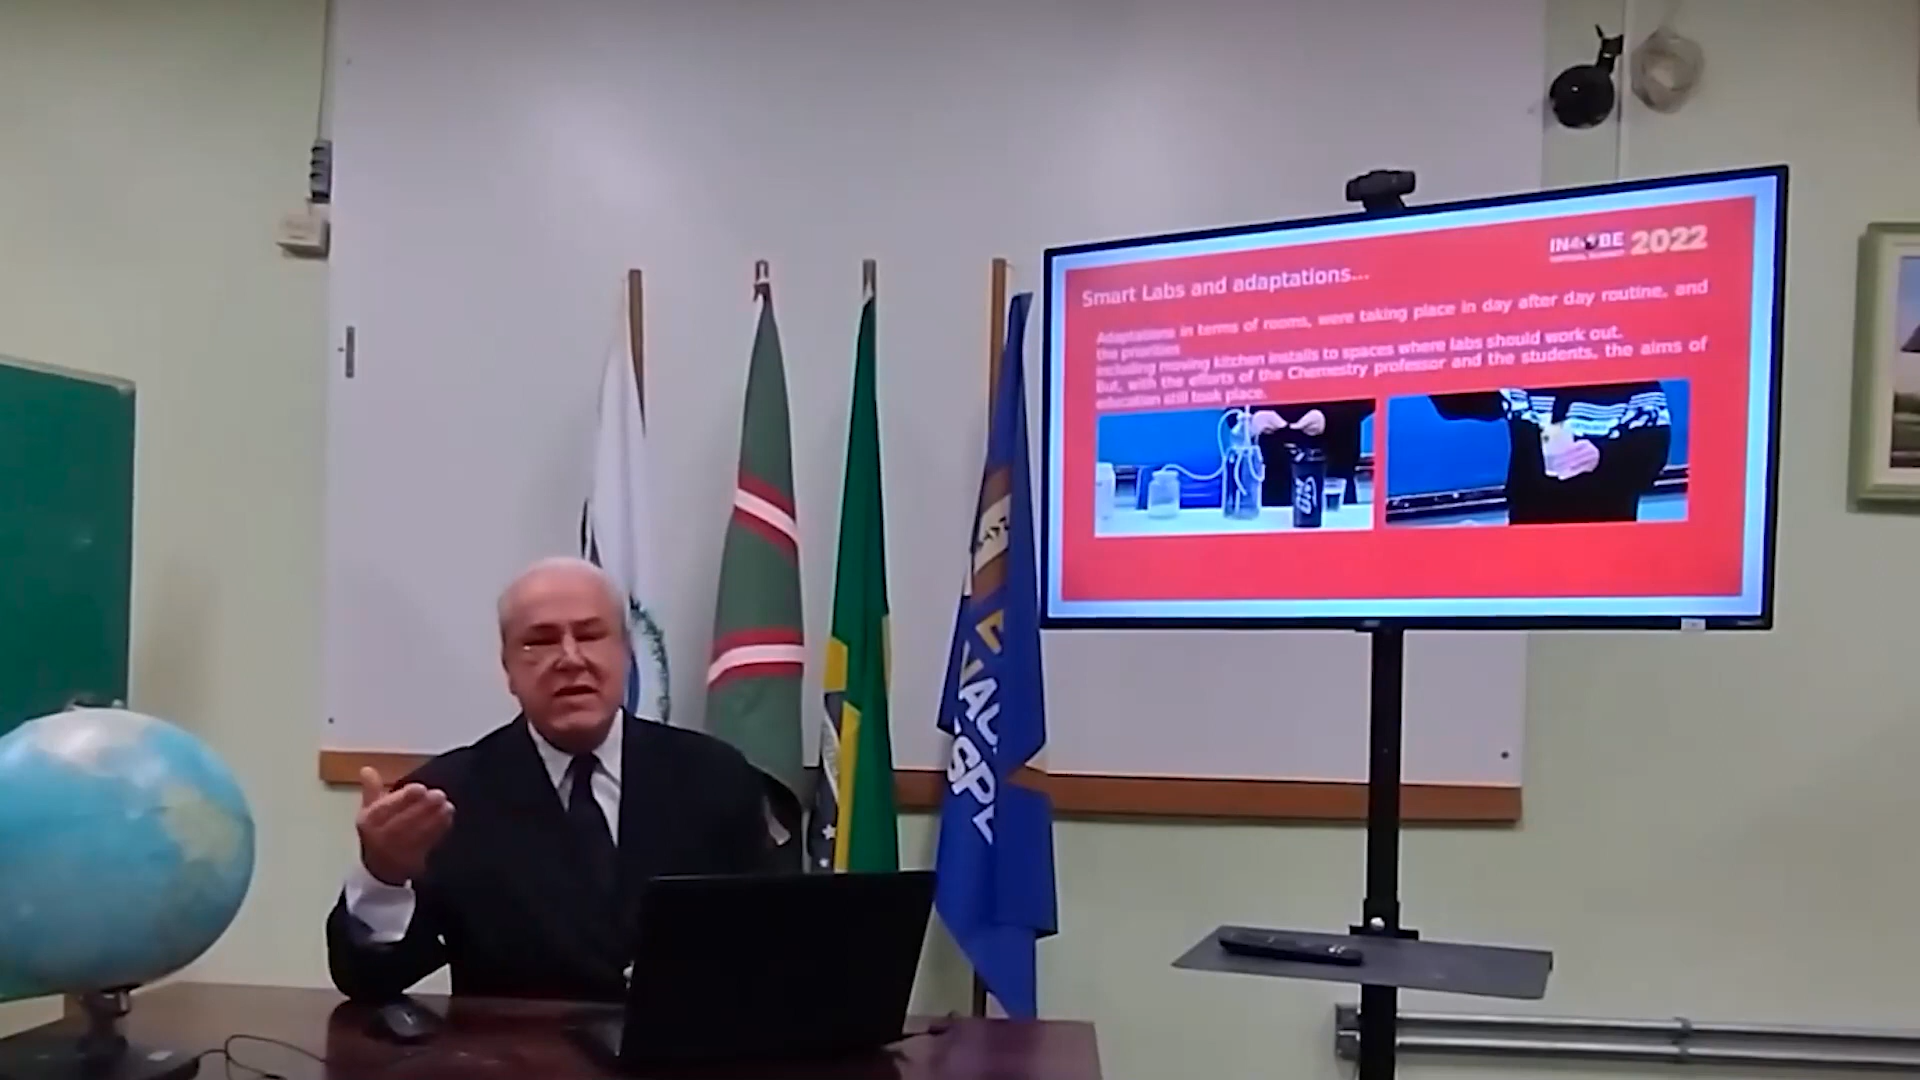 2022
Smart Labs and adaptations...
Adaptations in terms of rooms, were taking place in day after day routine, and
the priorities
including moving kitchen installs to spaces where labs should work out.
But, with the efforts of the Chemestry professor and the students, the aims of
education still took place.